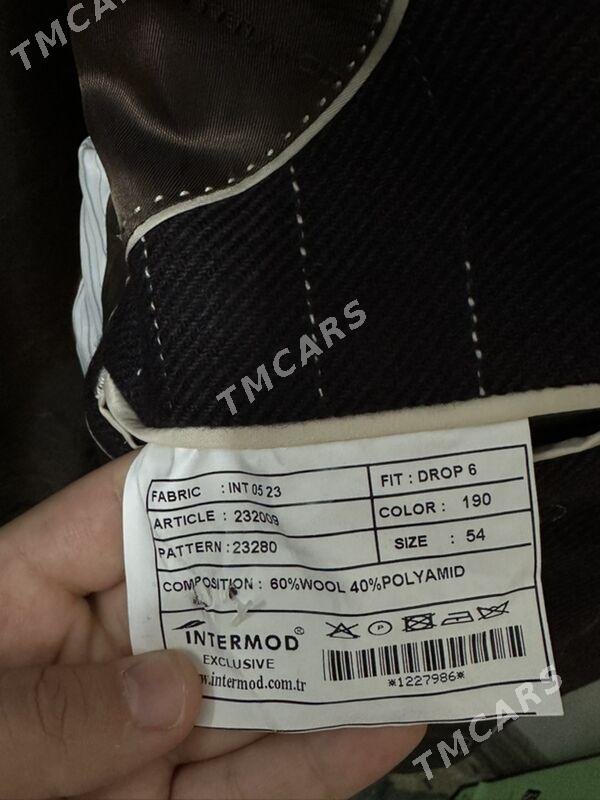 TMCARS
TMCARS
FABRIC : INT 05 23
FIT : DROP 6
ARTICLE : 232009
COLOR : 190
PATTERN : 23280
SIZE : 54
COMPOSITION : 60%WOOL 40%POLYAMID
INTERMOD®
EXCLUSIVE
www.intermod.com.tr
*1227986*
TMCARS